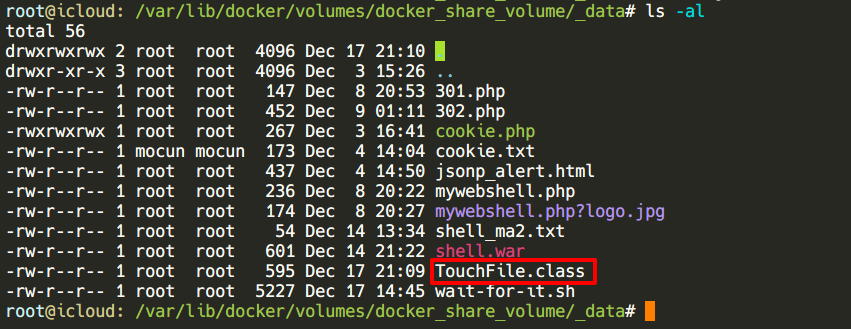 root@icloud: /var/lib/docker/volumes/docker_share_volume/_data# ls -al
total 56
drwxrwxrwx 2 root  root  4096 Dec 17 21:10 .
drwxr-xr-x 3 root  root  4096 Dec  3 15:26 ..
-rw-r--r-- 1 root  root   147 Dec  8 20:53 301.php
-rw-r--r-- 1 root  root   452 Dec  9 01:11 302.php
-rwxrwxrwx 1 root  root   267 Dec  3 16:41 cookie.php
-rw-r--r-- 1 mocun mocun  173 Dec  4 14:04 cookie.txt
-rw-r--r-- 1 root  root   437 Dec  4 14:50 jsonp_alert.html
-rw-r--r-- 1 root  root   236 Dec  8 20:22 mywebshell.php
-rw-r--r-- 1 root  root   174 Dec  8 20:27 mywebshell.php?logo.jpg
-rw-r--r-- 1 root  root    54 Dec 14 13:34 shell_ma2.txt
-rw-r--r-- 1 root  root   601 Dec 14 21:22 shell.war
-rw-r--r-- 1 root  root   595 Dec 17 21:09 TouchFile.class
-rw-r--r-- 1 root  root  5227 Dec 17 14:45 wait-for-it.sh
root@icloud: /var/lib/docker/volumes/docker_share_volume/_data#